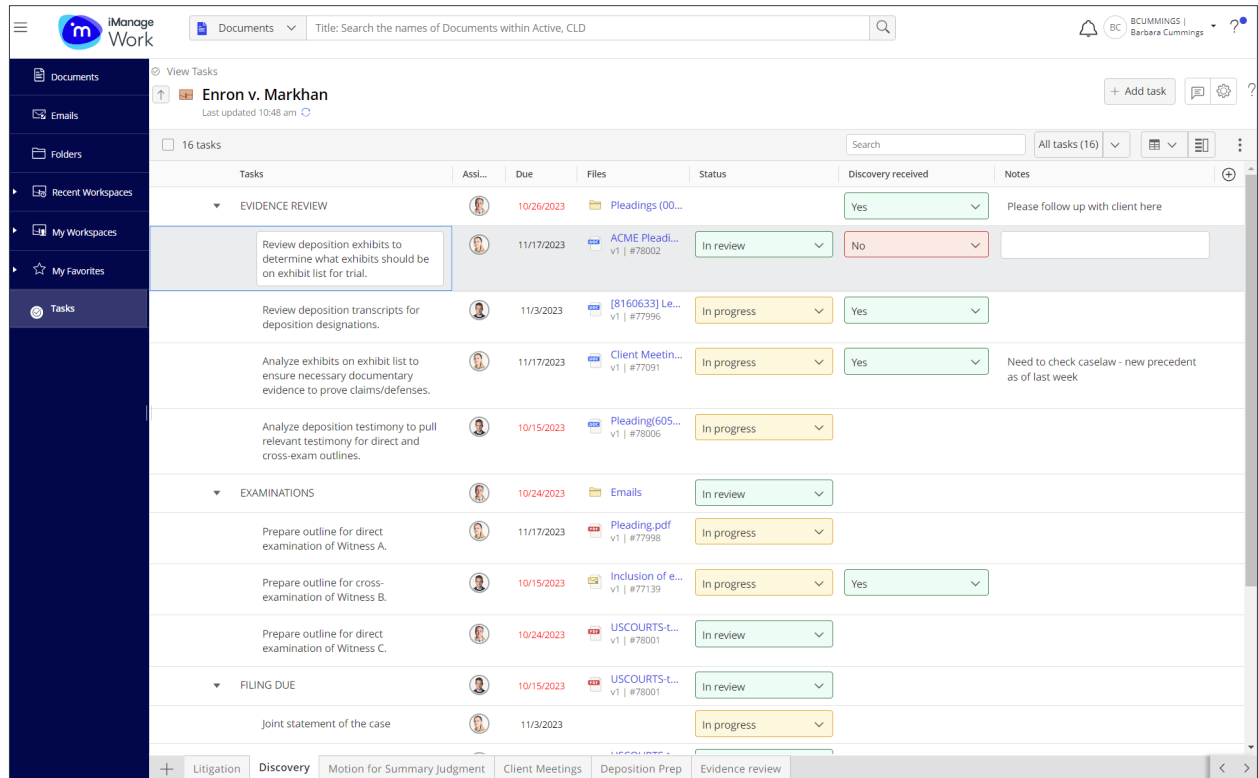 iManage
Work
Documents
Title: Search the names of Documents within Active, CLD
BC
BCUMMINGS |
Barbara Cummings
?
Documents
Emails
Folders
Recent Workspaces
My Workspaces
My Favorites
Tasks
View Tasks
Enron v. Markhan
Last updated 10:48 am
+ Add task
?
16 tasks
Search
All tasks (16)
Tasks Assi... Due Files Status Discovery received Notes
EVIDENCE REVIEW 10/26/2023 Pleadings (00... Yes Please follow up with client here
Review deposition exhibits to
determine what exhibits should be
on exhibit list for trial.
11/17/2023
ACME Pleadi...
v1 | #78002
In review
No
Review deposition transcripts for
deposition designations.
11/3/2023
[8160633] Le...
v1 | #77996
In progress
Yes
Analyze exhibits on exhibit list to
ensure necessary documentary
evidence to prove claims/defenses.
11/17/2023
Client Meetin...
v1 | #77091
In progress
Yes
Need to check caselaw - new precedent
as of last week
Analyze deposition testimony to pull
relevant testimony for direct and
cross-exam outlines.
10/15/2023
Pleading(605...
v1 | #78006
In progress
EXAMINATIONS 10/24/2023 Emails In review
Prepare outline for direct
examination of Witness A.
11/17/2023
Pleading.pdf
v1 | #77998
In progress
Prepare outline for cross-
examination of Witness B.
10/15/2023
Inclusion of e...
v1 | #77139
In progress
Yes
Prepare outline for direct
examination of Witness C.
10/24/2023
USCOURTS-t...
v1 | #78001
In review
FILING DUE
10/15/2023
USCOURTS-t...
v1 | #78001
In review
Joint statement of the case 11/3/2023 In progress
+ Litigation Discovery Motion for Summary Judgment Client Meetings Deposition Prep Evidence review